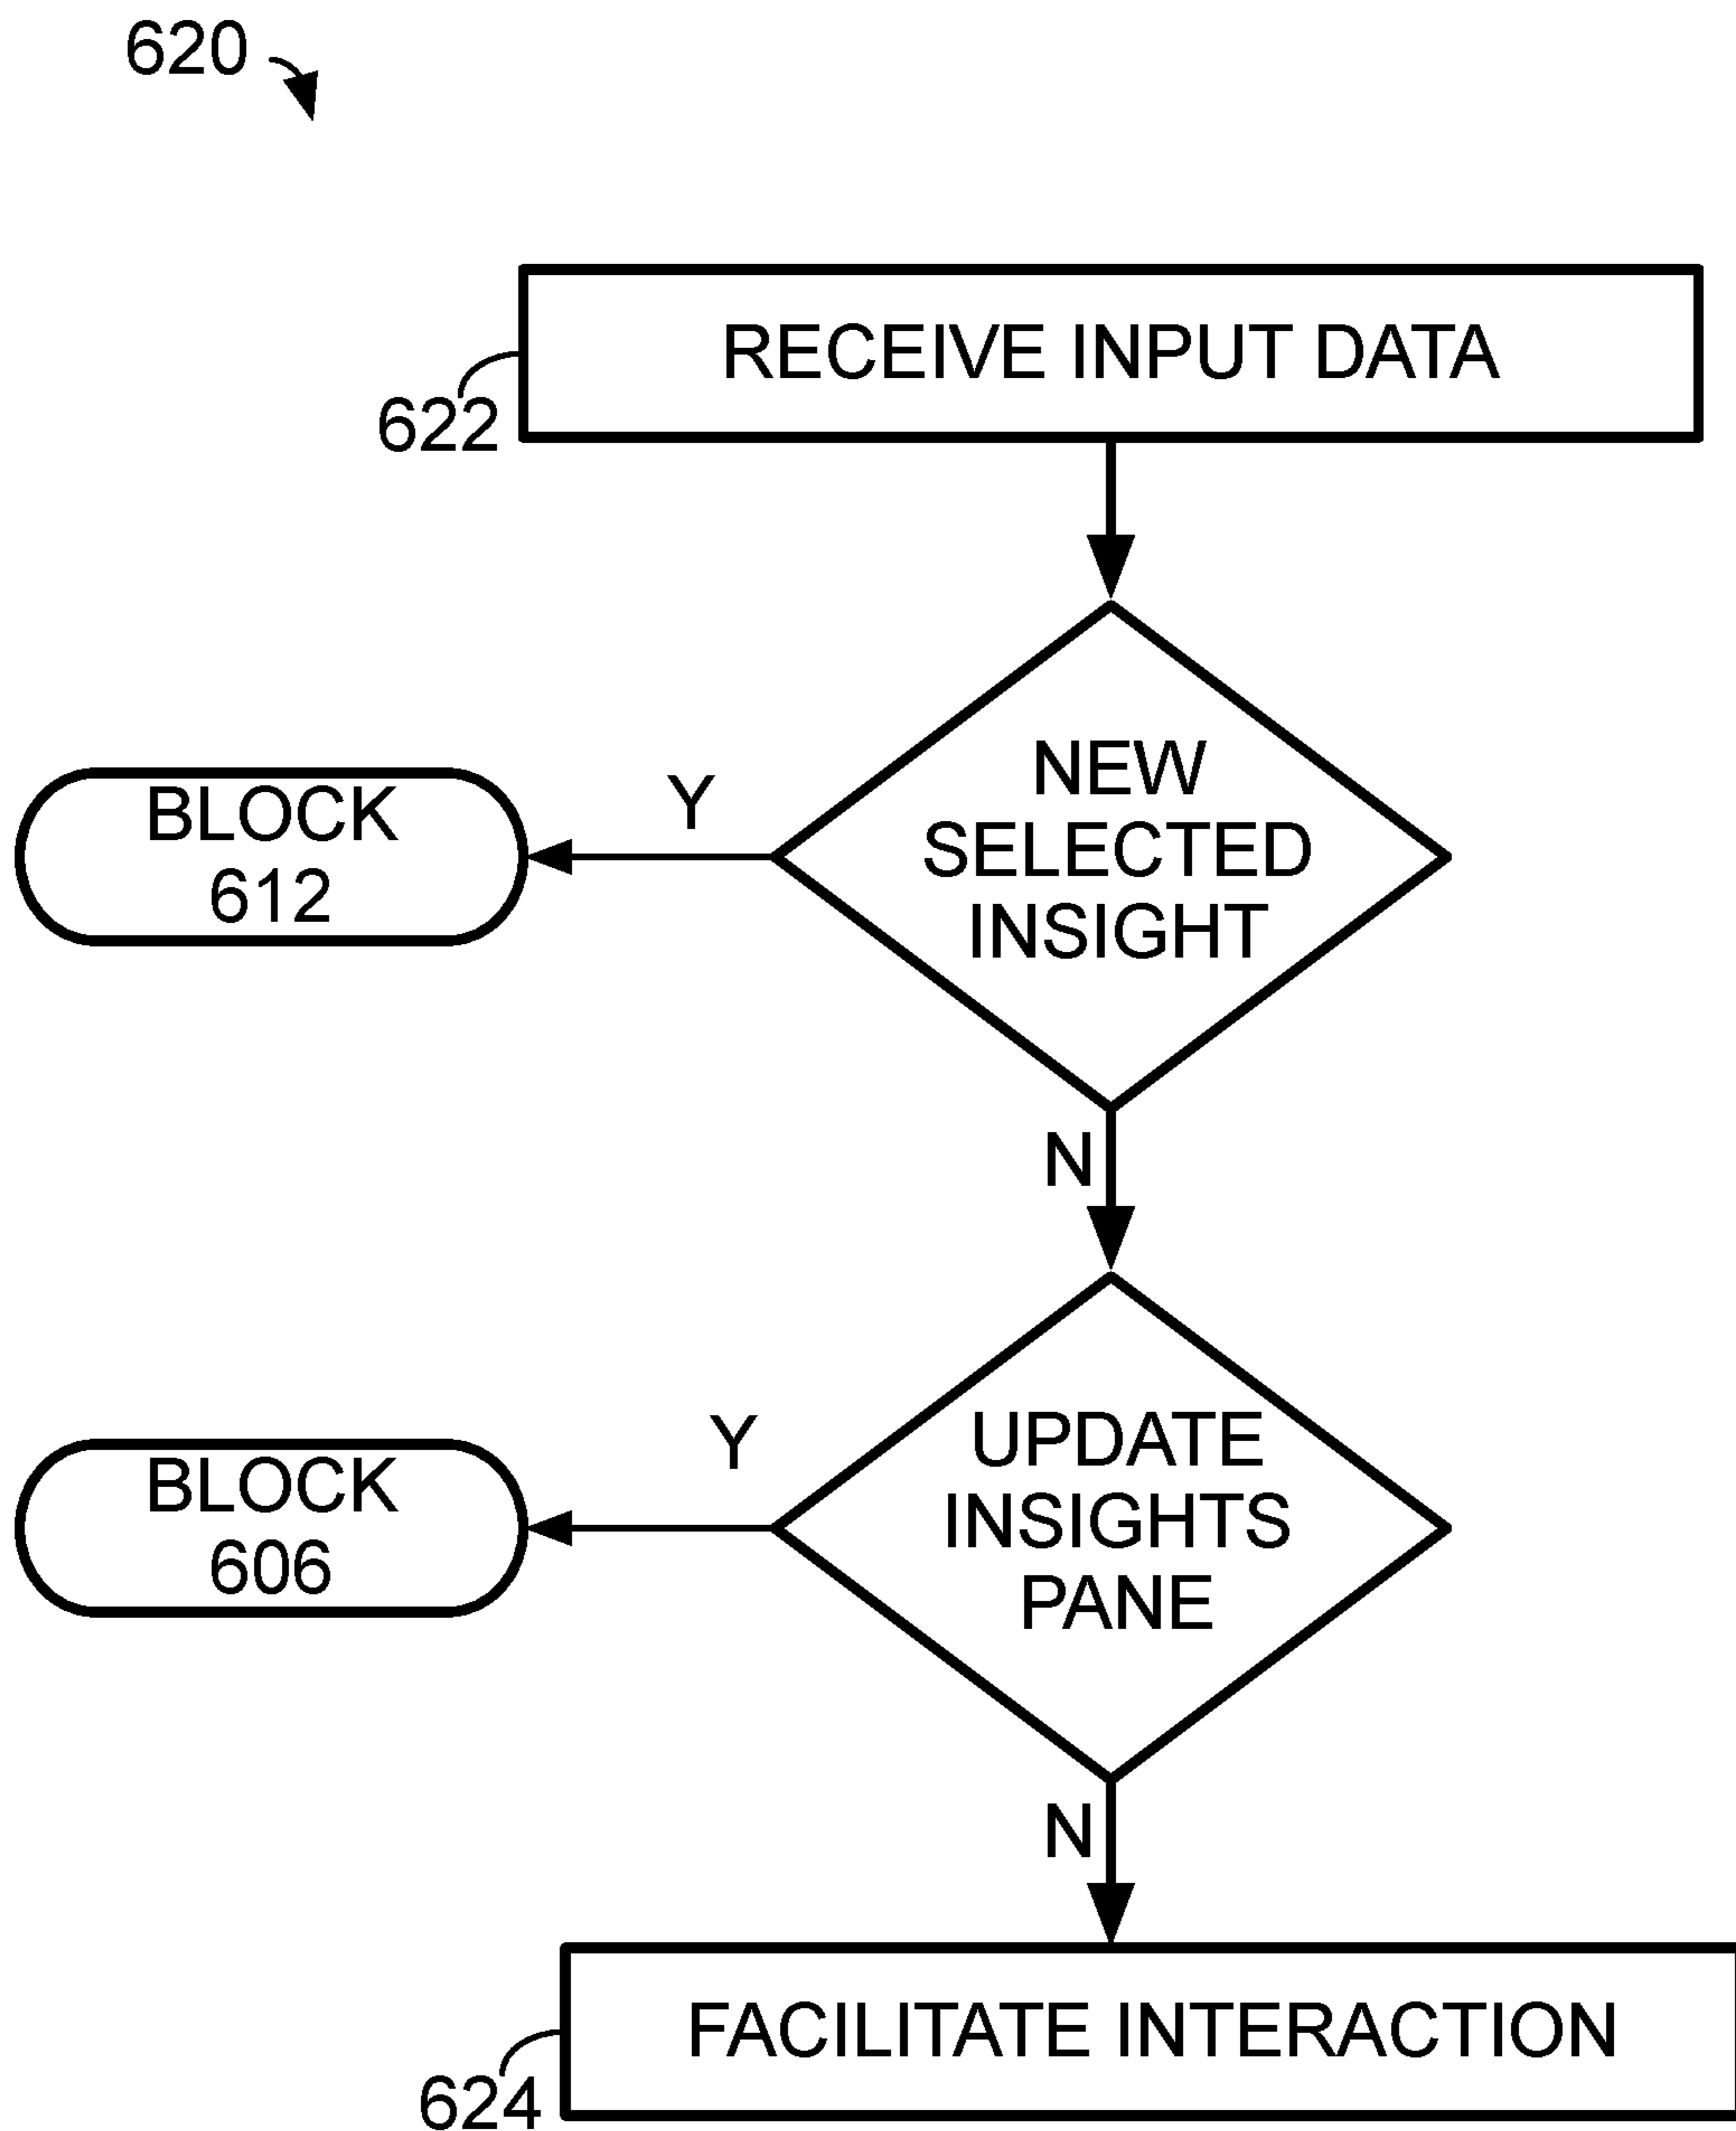 620
RECEIVE INPUT DATA
622
NEW
SELECTED
INSIGHT
Y
BLOCK
612
N
UPDATE
INSIGHTS
PANE
Y
BLOCK
606
N
FACILITATE INTERACTION
624